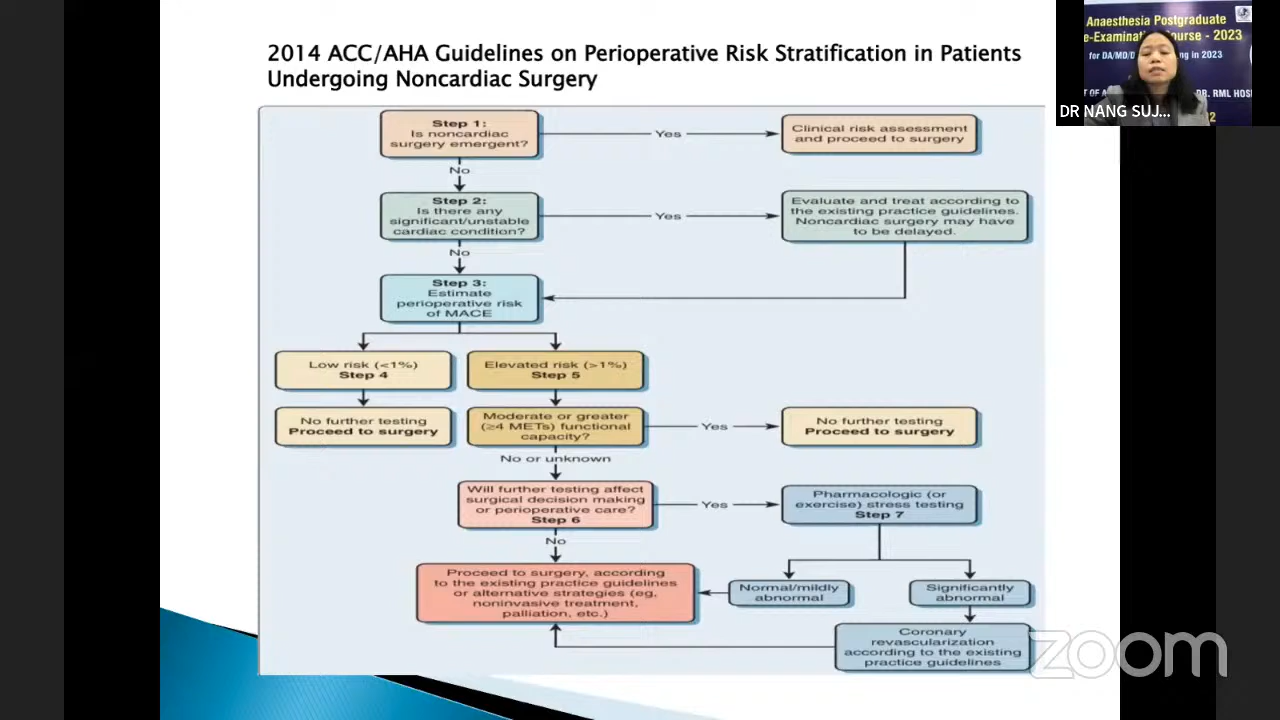 2014 ACC/AHA Guidelines on Perioperative Risk Stratification in Patients
Undergoing Noncardiac Surgery
Step 1:
Is noncardiac
surgery emergent?
Yes
Clinical risk assessment
and proceed to surgery
No
Step 2:
Is there any
significant/unstable
cardiac condition?
Yes
Evaluate and treat according to
the existing practice guidelines.
Noncardiac surgery may have
to be delayed.
No
Step 3:
Estimate
perioperative risk
of MACE
Low risk (<1%)
Step 4
Elevated risk (>1%)
Step 5
No further testing
Proceed to surgery
Moderate or greater
(≥4 METs) functional
capacity?
Yes
No further testing
Proceed to surgery
No or unknown
Will further testing affect
surgical decision making
or perioperative care?
Step 6
Yes
Pharmacologic (or
exercise) stress testing
Step 7
No
Proceed to surgery, according
to the existing practice guidelines
or alternative strategies (eg,
noninvasive treatment,
palliation, etc.)
Normal/mildly
abnormal
Significantly
abnormal
Coronary
revascularization
according to the existing
practice guidelines
zoom
Anaesthesia Postgraduate
e-Examination Course - 2023
for DA/MD/D
ing in 2023
DR. RML HOS
DR NANG SUJ...